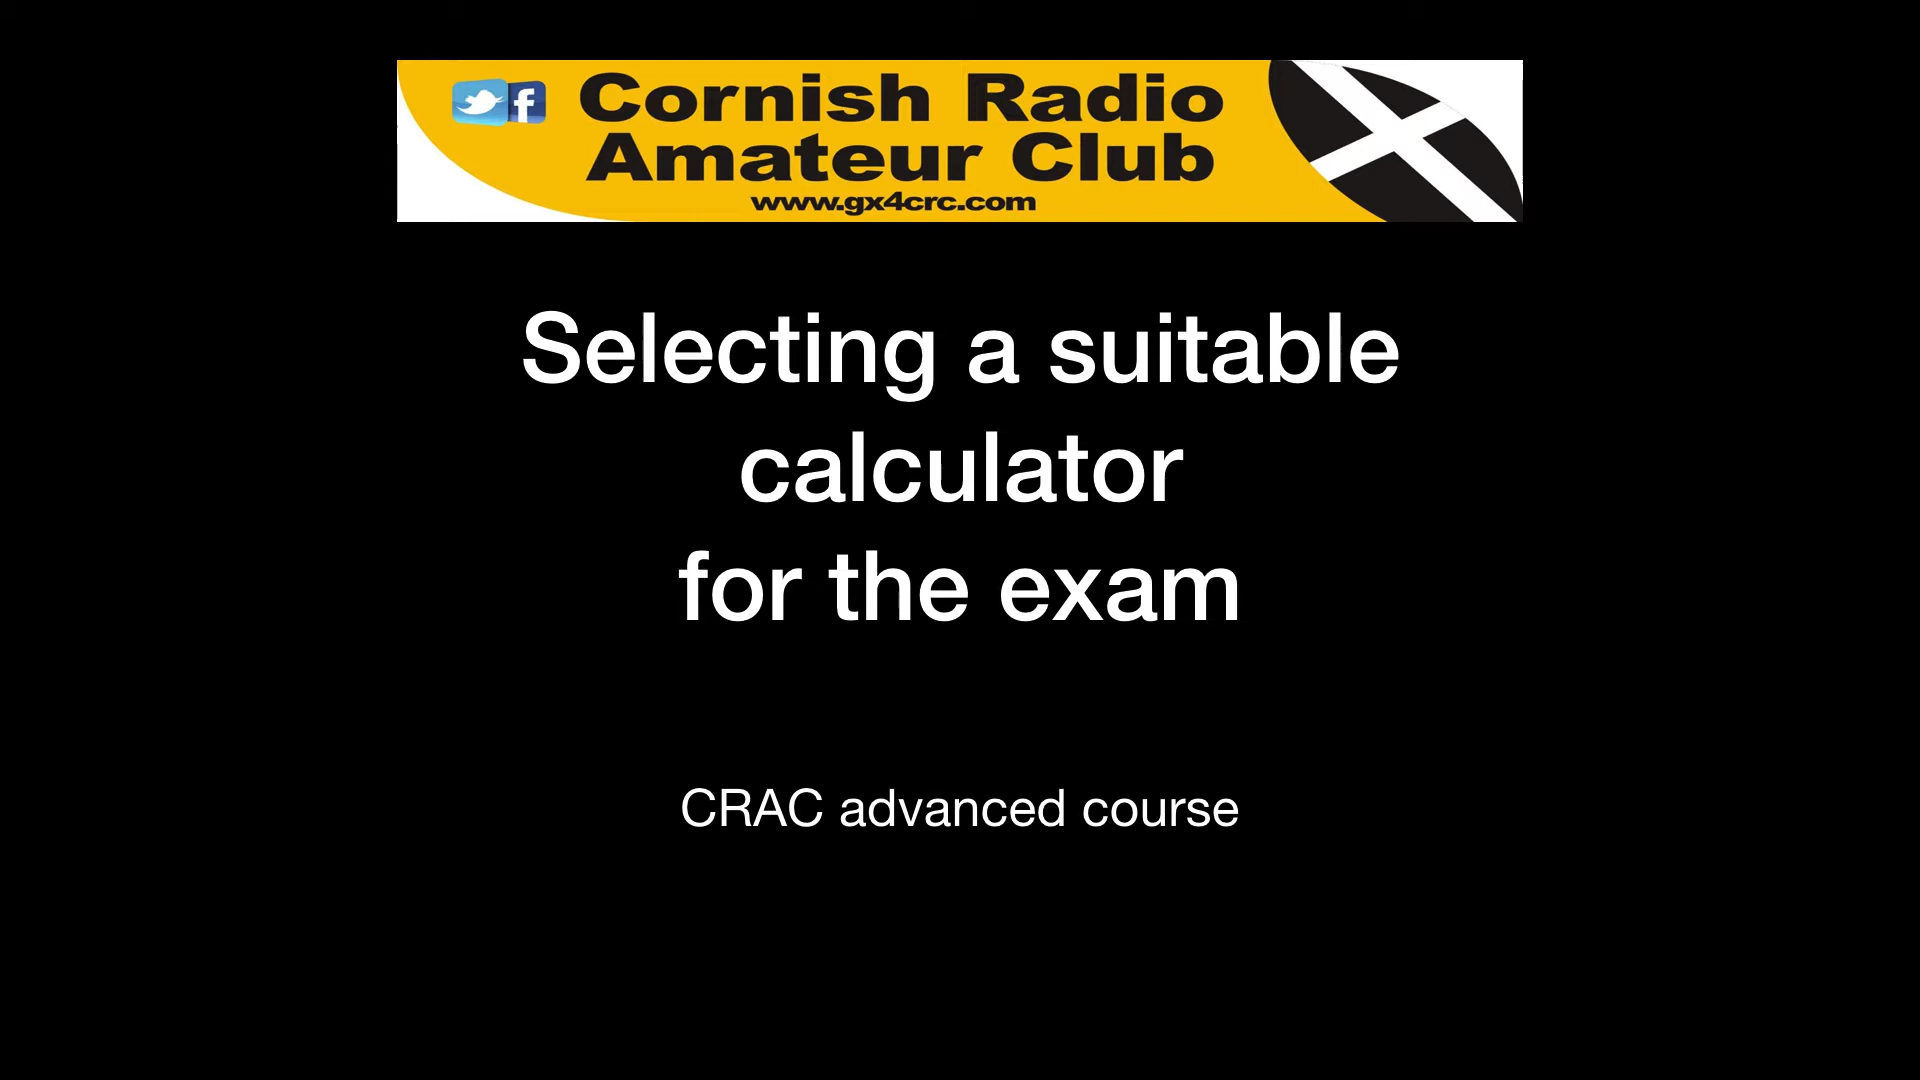 Cornish Radio
Amateur Club
www.gx4crc.com
Selecting a suitable
calculator
for the exam
CRAC advanced course